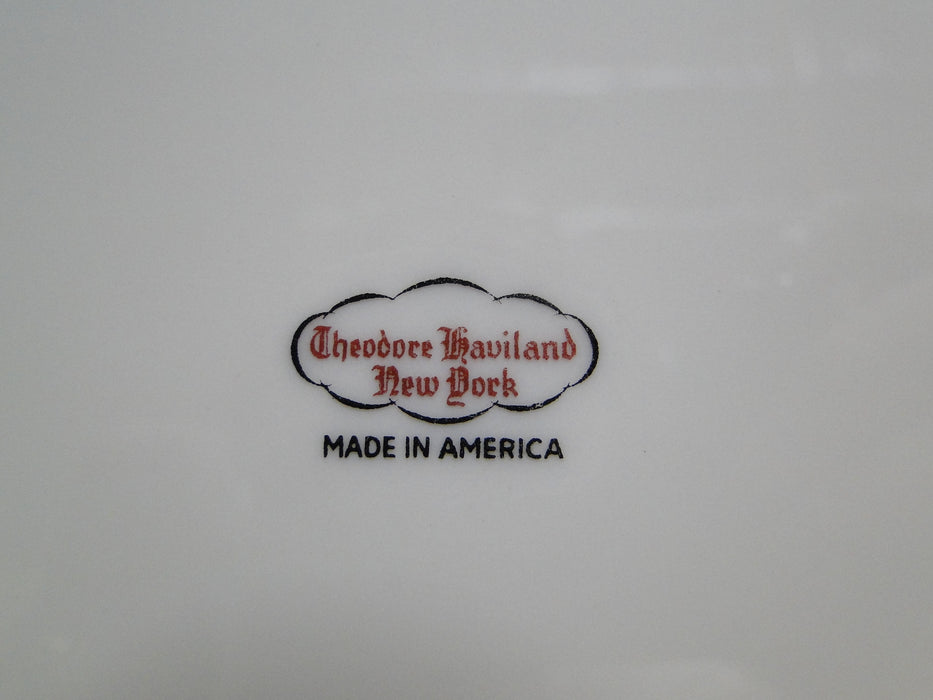 Theodore Haviland
New York
MADE IN AMERICA